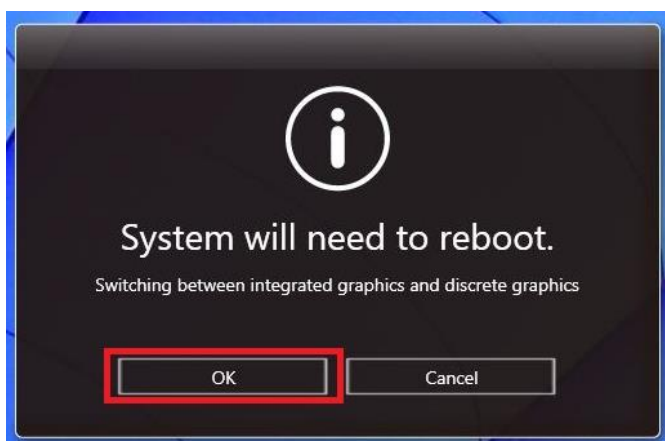 System will need to reboot.
Switching between integrated graphics and discrete graphics
OK
Cancel